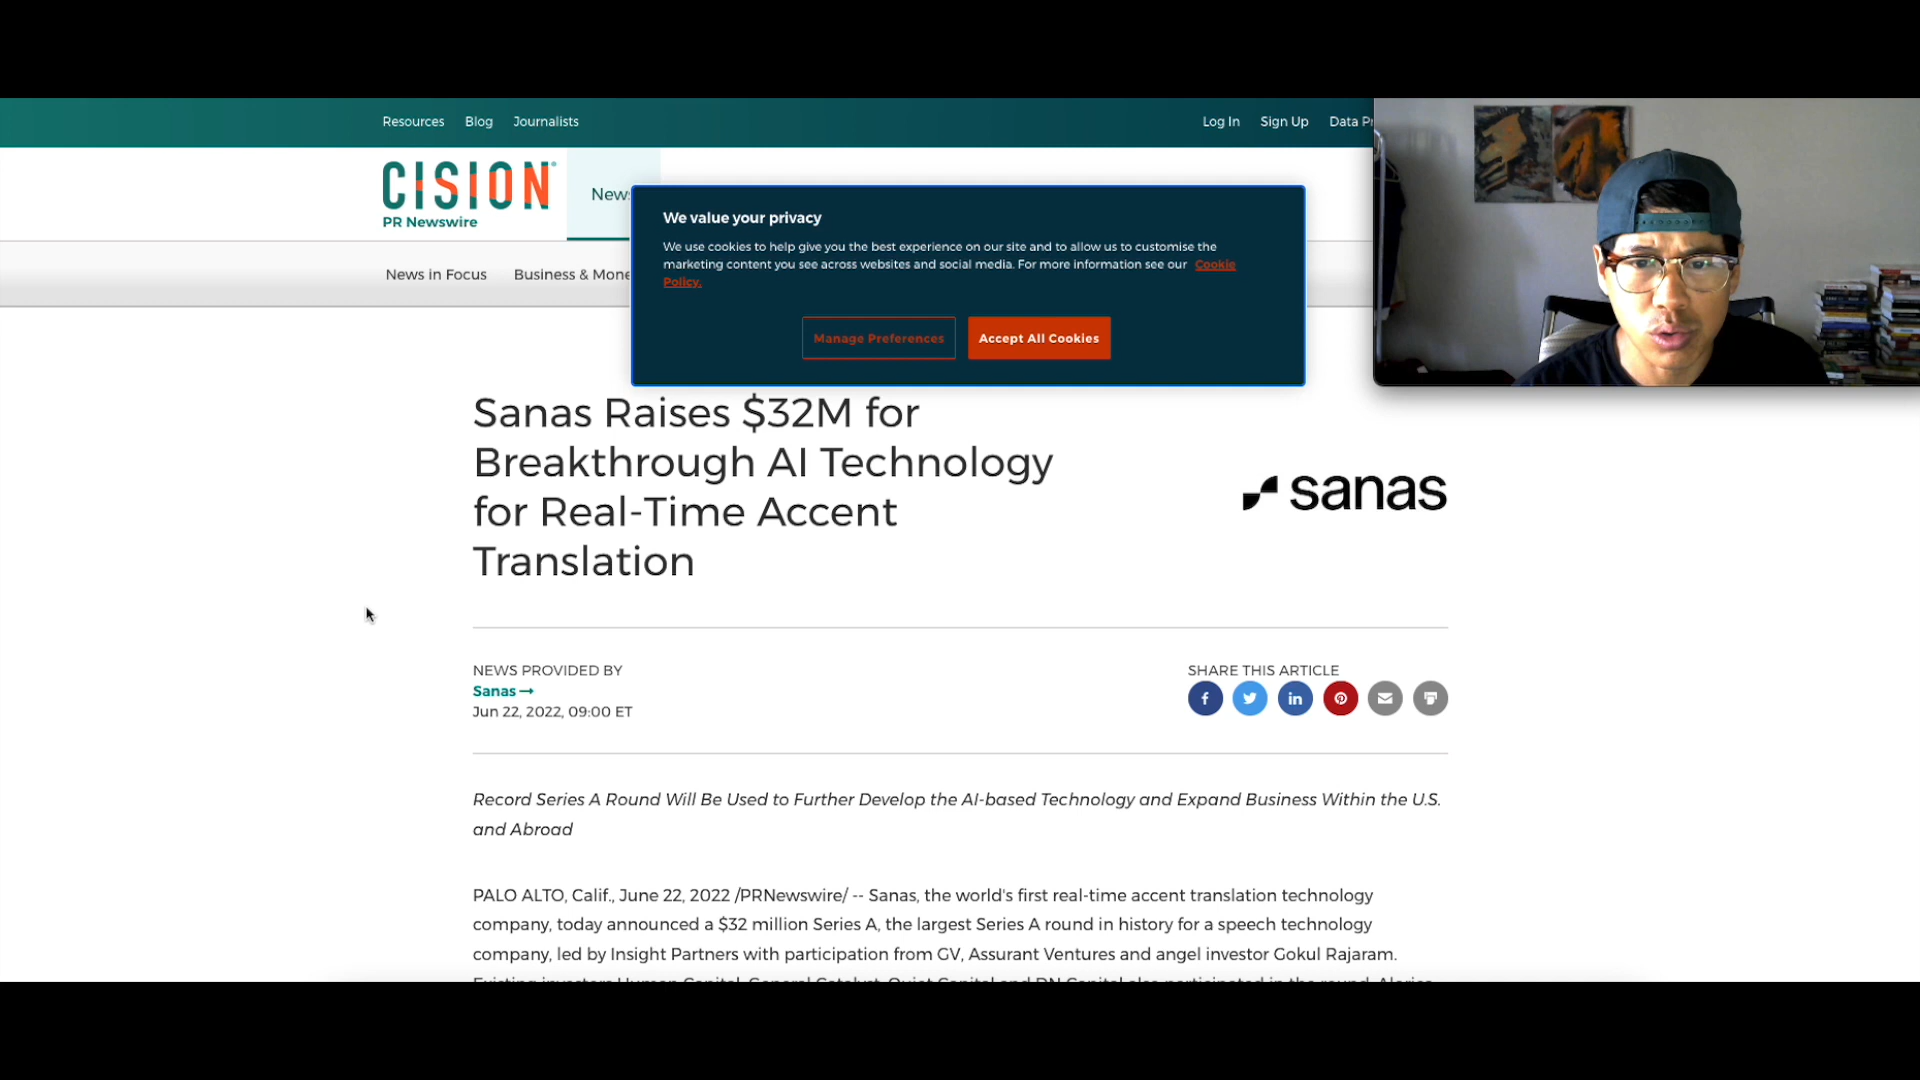 Resources Blog Journalists
Log In Sign Up Data
CISION
PR Newswire
News in Focus Business &
We value your privacy
We use cookies to help give you the best experience on our site and to allow us to customise the
marketing content you see across websites and social media. For more information see our Cookie
Policy.
Manage Preferences Accept All Cookies
Sanas Raises $32M for
Breakthrough AI Technology
for Real-Time Accent
Translation
sanas
NEWS PROVIDED BY
Sanas →
Jun 22, 2022, 09:00 ET
SHARE THIS ARTICLE
Record Series A Round Will Be Used to Further Develop the AI-based Technology and Expand Business Within the U.S.
and Abroad
PALO ALTO, Calif., June 22, 2022 /PRNewswire/ -- Sanas, the world's first real-time accent translation technology
company, today announced a $32 million Series A, the largest Series A round in history for a speech technology
company, led by Insight Partners with participation from GV, Assurant Ventures and angel investor Gokul Rajaram.